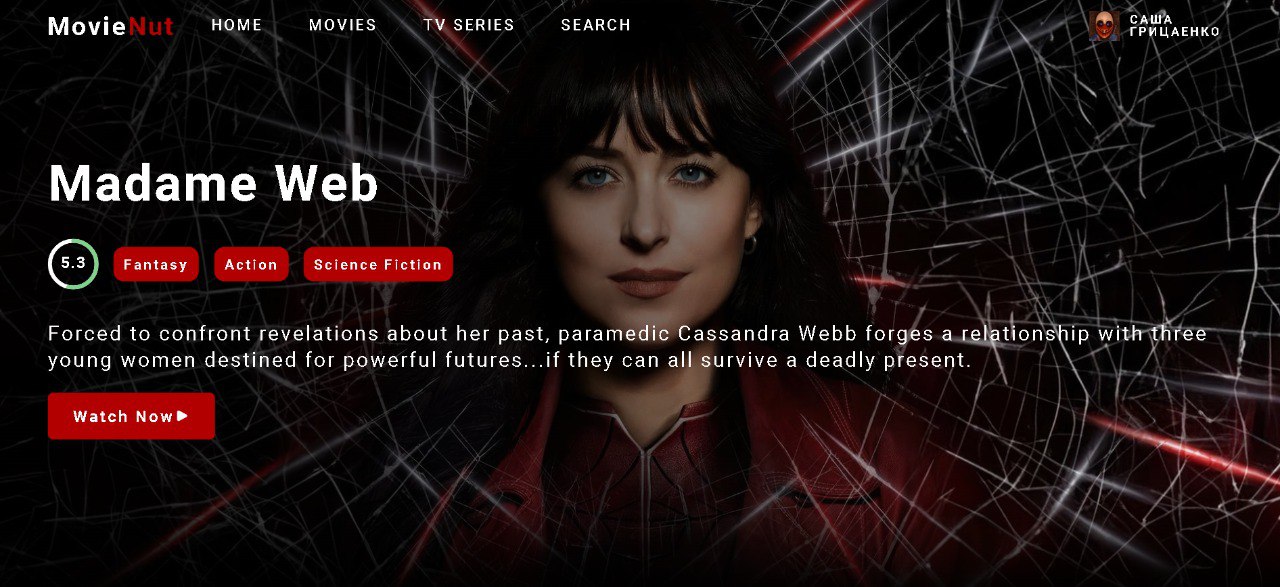 MovieNut HOME MOVIES TV SERIES SEARCH
САША
ГРИЦАЕНКО
Madame Web
5.3 Fantasy Action Science Fiction
Forced to confront revelations about her past, paramedic Cassandra Webb forges a relationship with three
young women destined for powerful futures...if they can all survive a deadly present.
Watch Now